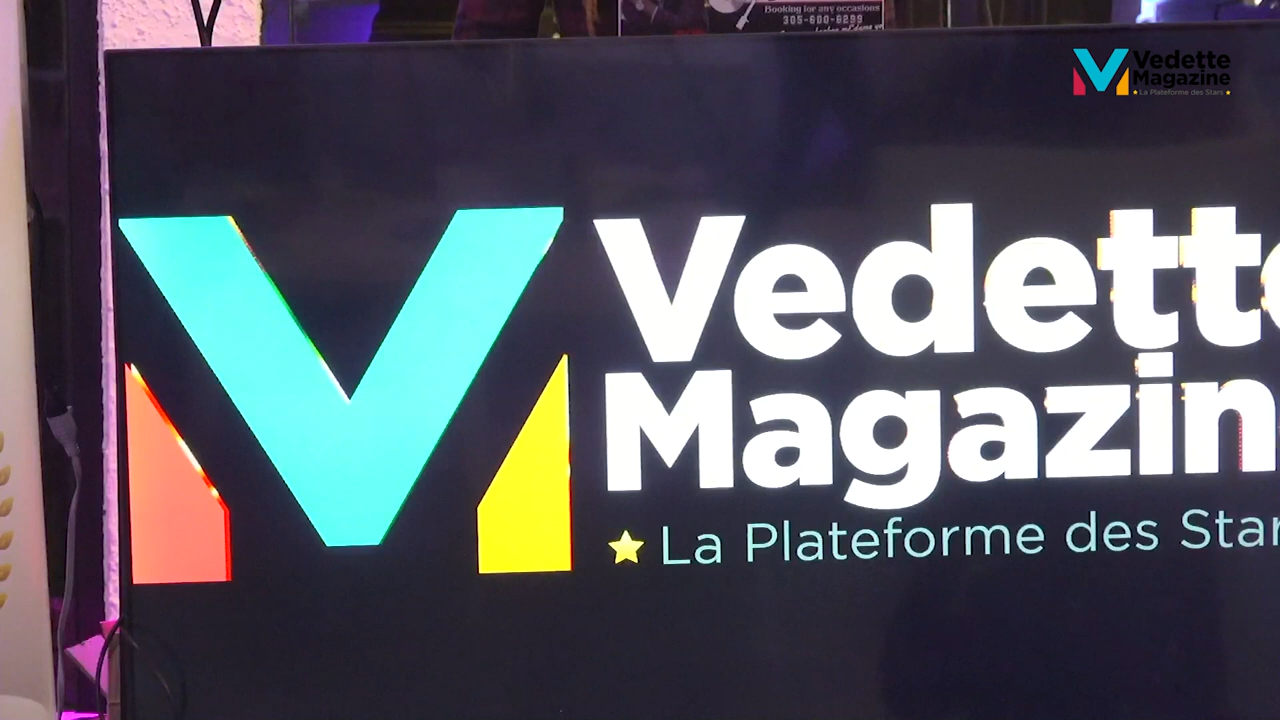 Booking for any occasions
305-600-6299
Vedette
Magazine
★ La Plateforme des Stars ★
Vedette
Magazin
★ La Plateforme des Star